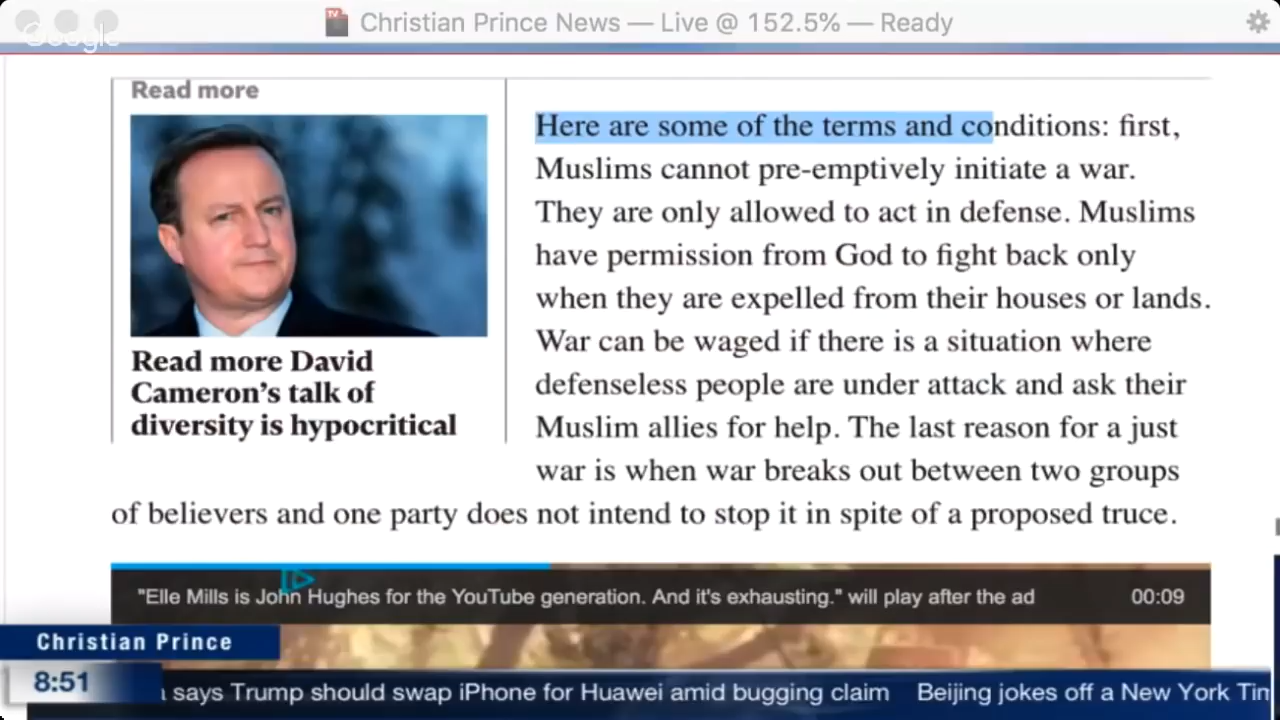 Christian Prince News — Live @ 152.5% — Ready
Google
Read more
Here are some of the terms and conditions: first,
Muslims cannot pre-emptively initiate a war.
They are only allowed to act in defense. Muslims
have permission from God to fight back only
when they are expelled from their houses or lands.
War can be waged if there is a situation where
defenseless people are under attack and ask their
Muslim allies for help. The last reason for a just
war is when war breaks out between two groups
of believers and one party does not intend to stop it in spite of a proposed truce.
Read more David
Cameron’s talk of
diversity is hypocritical
"Elle Mills is John Hughes for the YouTube generation. And it's exhausting." will play after the ad 00:09
Christian Prince
8:51
says Trump should swap iPhone for Huawei amid bugging claim Beijing jokes off a New York